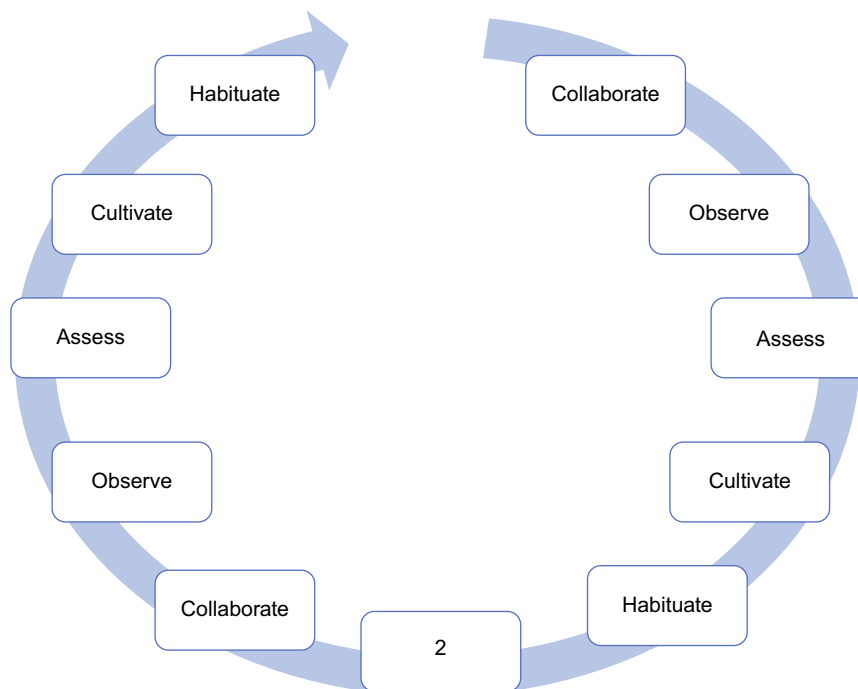 Collaborate
Observe
Assess
Cultivate
Habituate
2
Collaborate
Observe
Assess
Cultivate
Habituate